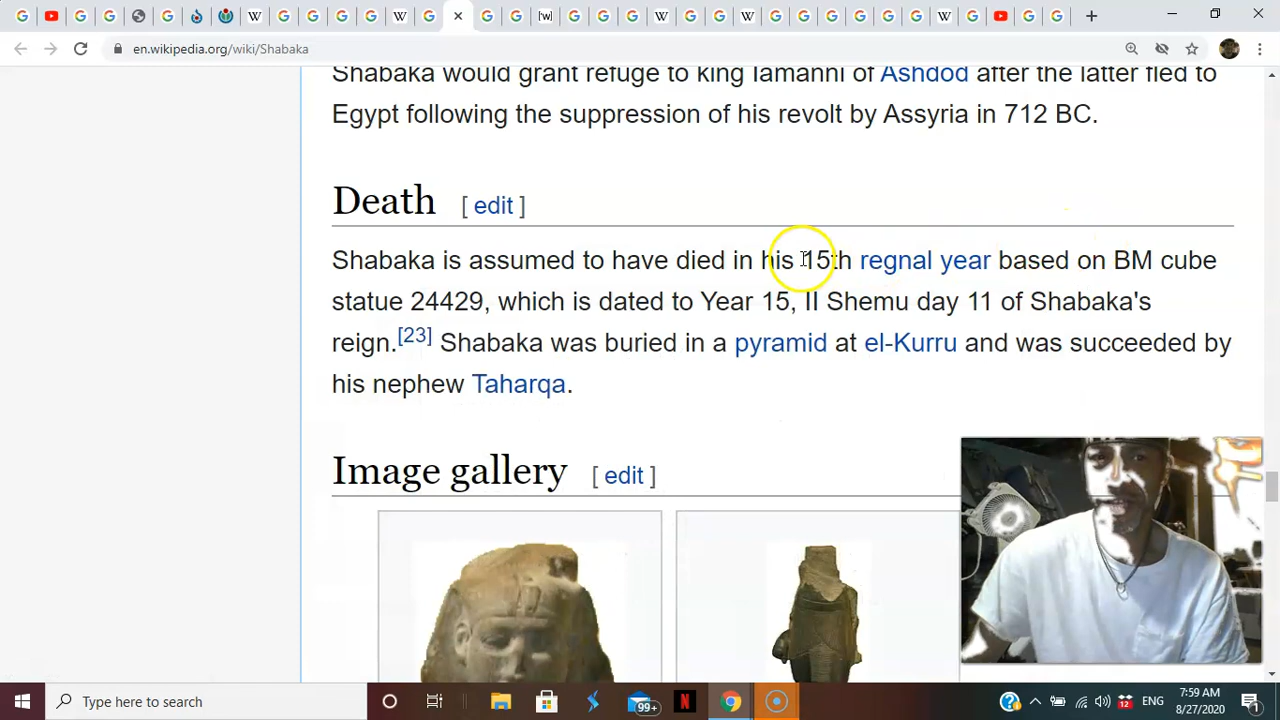 en.wikipedia.org/wiki/Shabaka
Shabaka would grant refuge to king Iamanni of Ashdod after the latter fled to
Egypt following the suppression of his revolt by Assyria in 712 BC.
Death [ edit ]
Shabaka is assumed to have died in his 15th regnal year based on BM cube
statue 24429, which is dated to Year 15, II Shemu day 11 of Shabaka's
reign.[23] Shabaka was buried in a pyramid at el-Kurru and was succeeded by
his nephew Taharqa.
Image gallery [ edit ]
Type here to search
99+
N
12
ENG
7:59 AM
8/27/2020
1